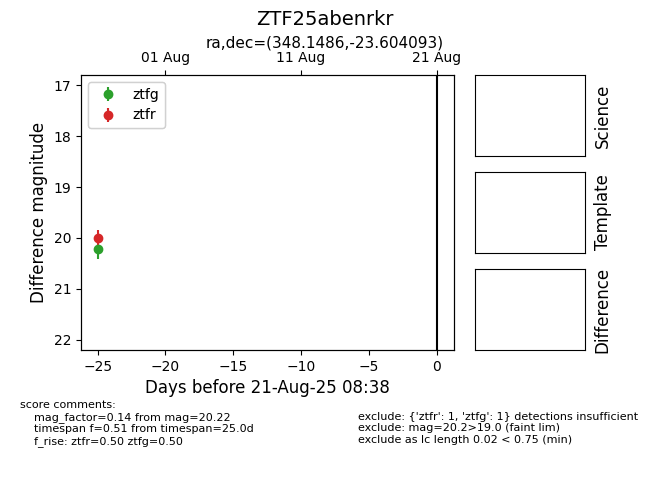 ZTF25abenrkr
ra,dec=(348.1486,-23.604093)
01 Aug 11 Aug 21 Aug
ztfg
ztfr
17
18
19
20
21
22
Difference magnitude
−25 −20 −15 −10 −5 0
Days before 21-Aug-25 08:38
Science
Template
Difference
score comments:
mag_factor=0.14 from mag=20.22
timespan f=0.51 from timespan=25.0d
f_rise: ztfr=0.50 ztfg=0.50
exclude: {'ztfr': 1, 'ztfg': 1} detections insufficient
exclude: mag=20.2>19.0 (faint lim)
exclude as lc length 0.02 < 0.75 (min)